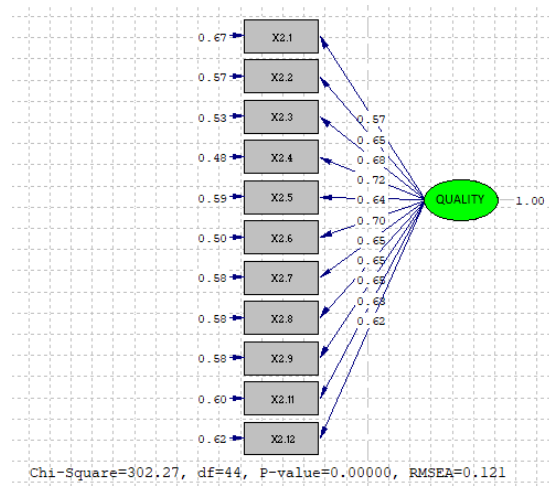 0.67 X2.1
0.57 X2.2
0.53 X2.3
0.57
0.65
0.48 X2.4
0.68
0.72
0.59 X2.5
0.64
QUALITY 1.00
0.70
0.50 X2.6
0.65
0.65
0.58 X2.7
0.65
0.63
0.58 X2.8
0.62
0.58 X2.9
0.60 X2.11
0.62 X2.12
Chi-Square=302.27, df=44, P-value=0.00000, RMSEA=0.121